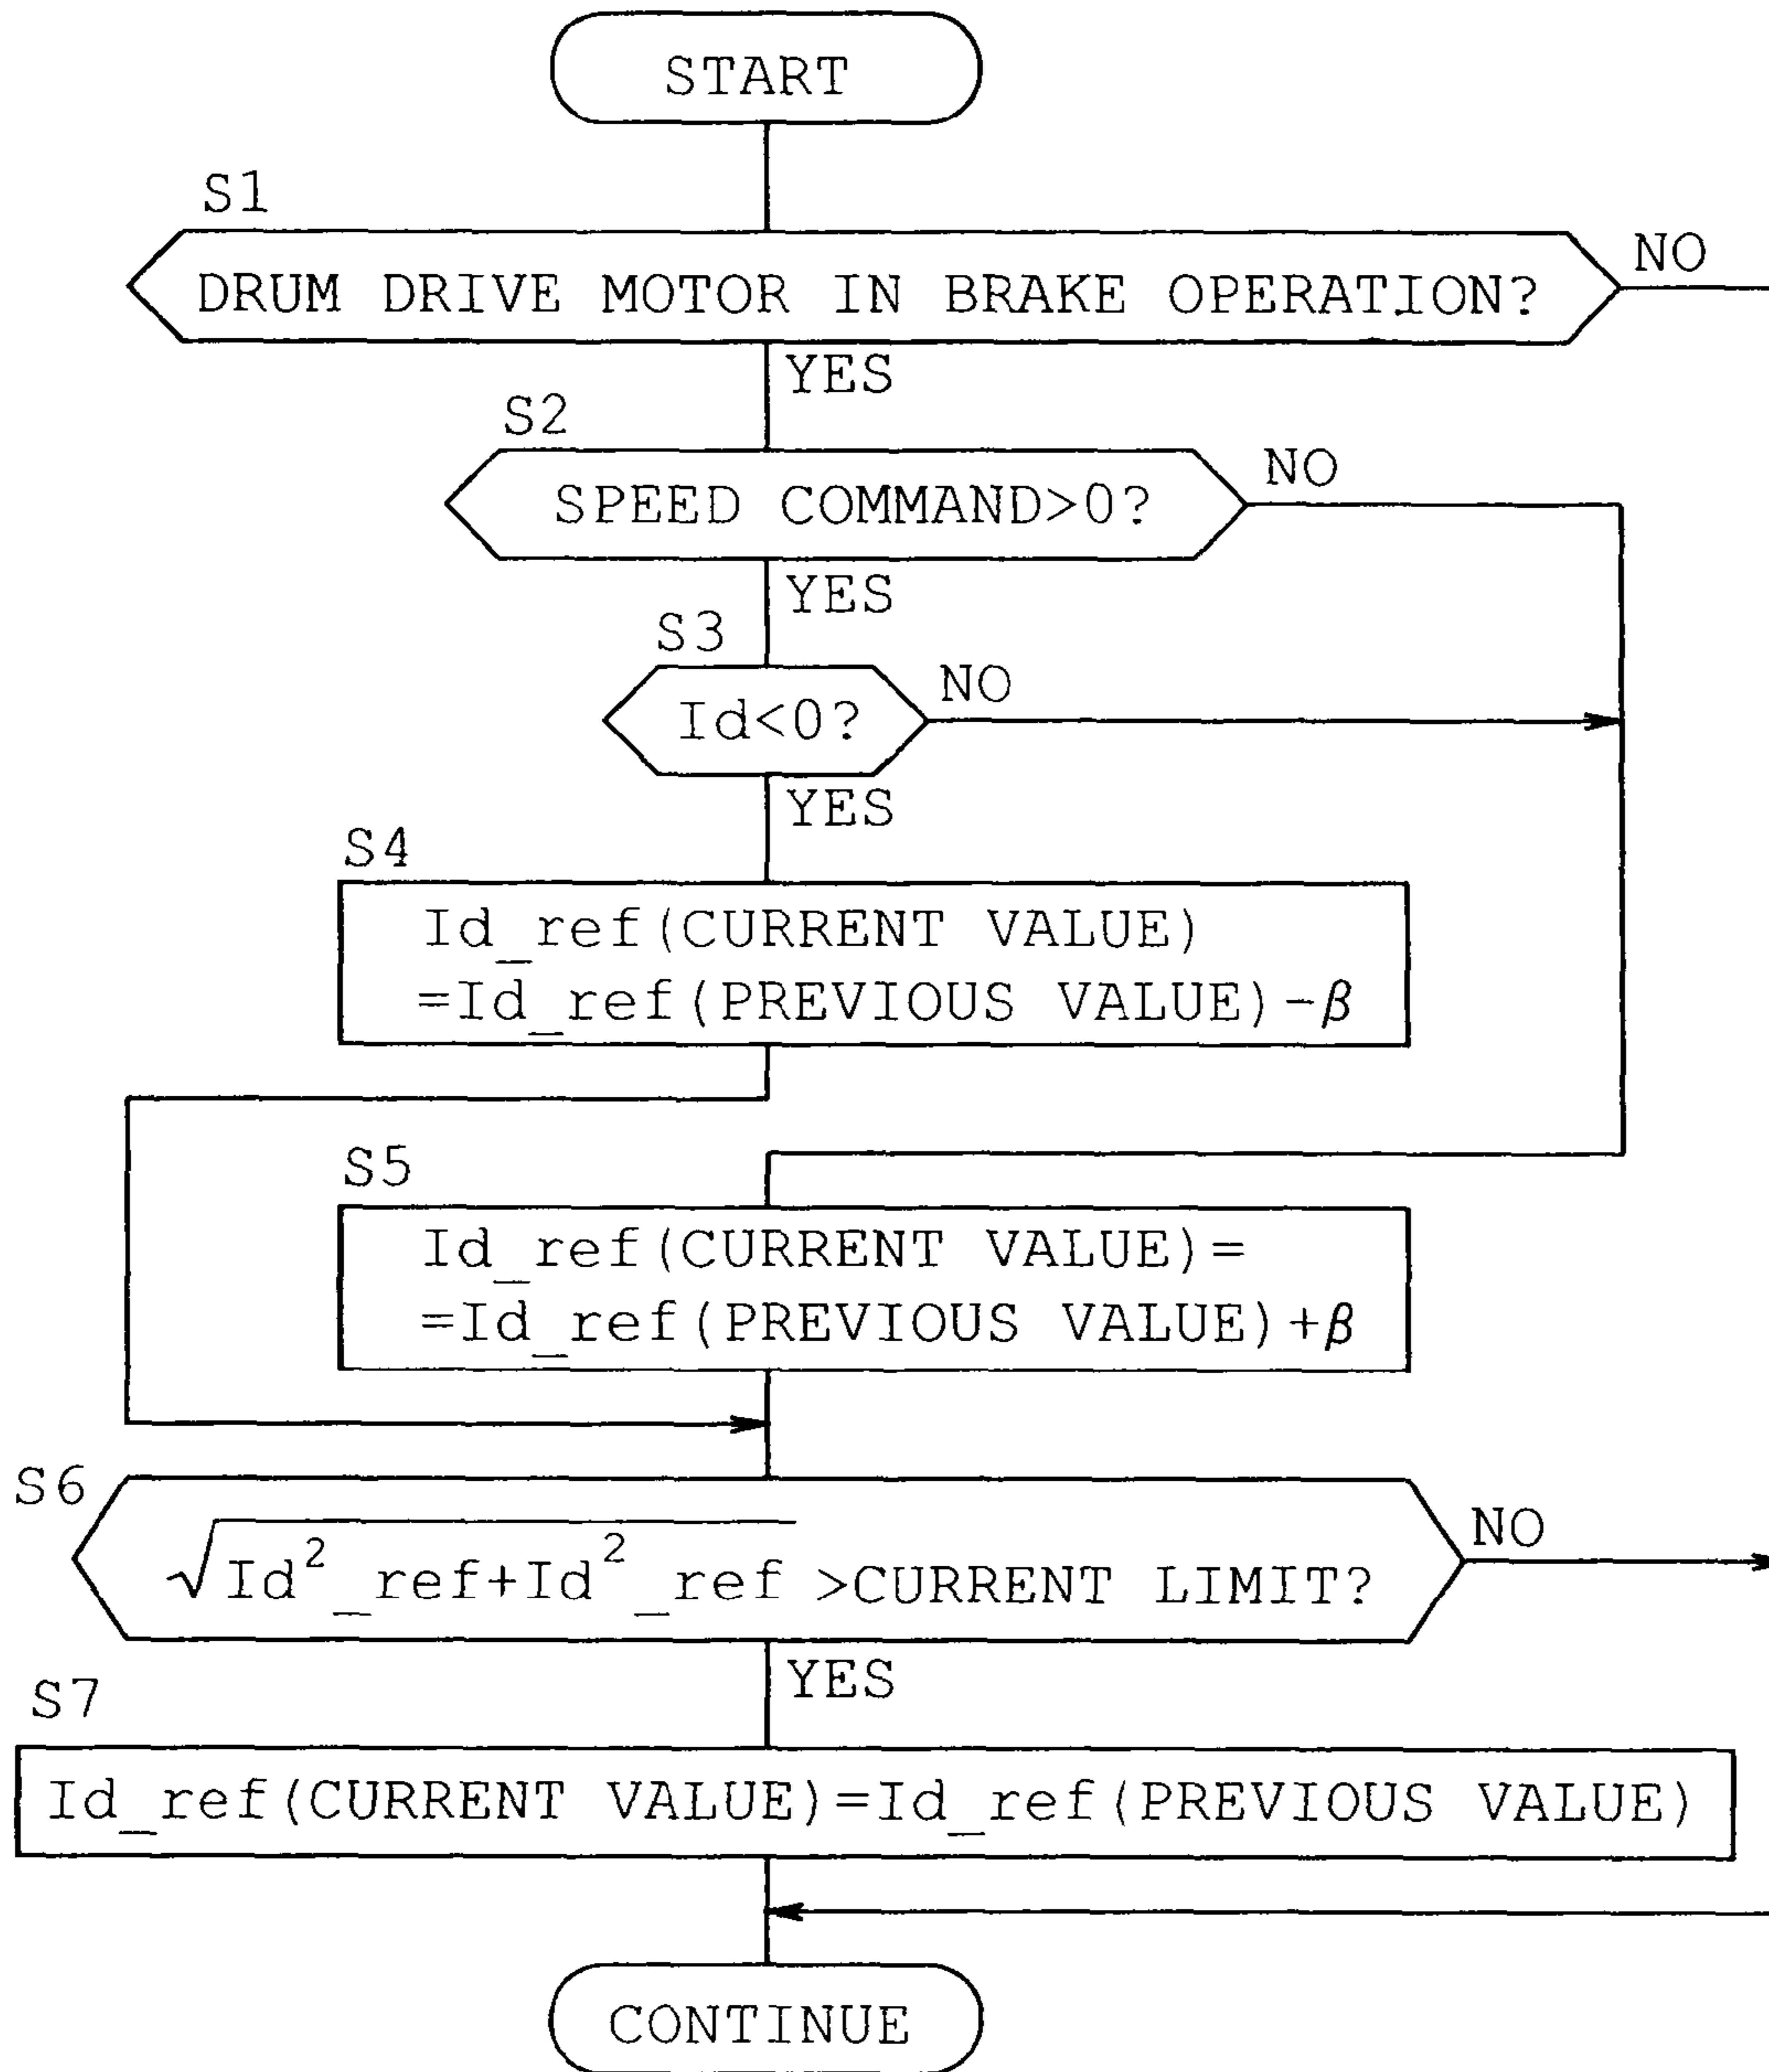 START
S1
DRUM DRIVE MOTOR IN BRAKE OPERATION?
NO
YES
S2
SPEED COMMAND>0?
NO
YES
S3
Id<0?
NO
YES
S4
Id_ref(CURRENT VALUE)
=Id_ref(PREVIOUS VALUE)-β
S5
Id_ref(CURRENT VALUE)=
=Id_ref(PREVIOUS VALUE)+β
S6
√Id²_ref+Id²_ref >CURRENT LIMIT?
NO
YES
S7
Id_ref(CURRENT VALUE)=Id_ref(PREVIOUS VALUE)
CONTINUE